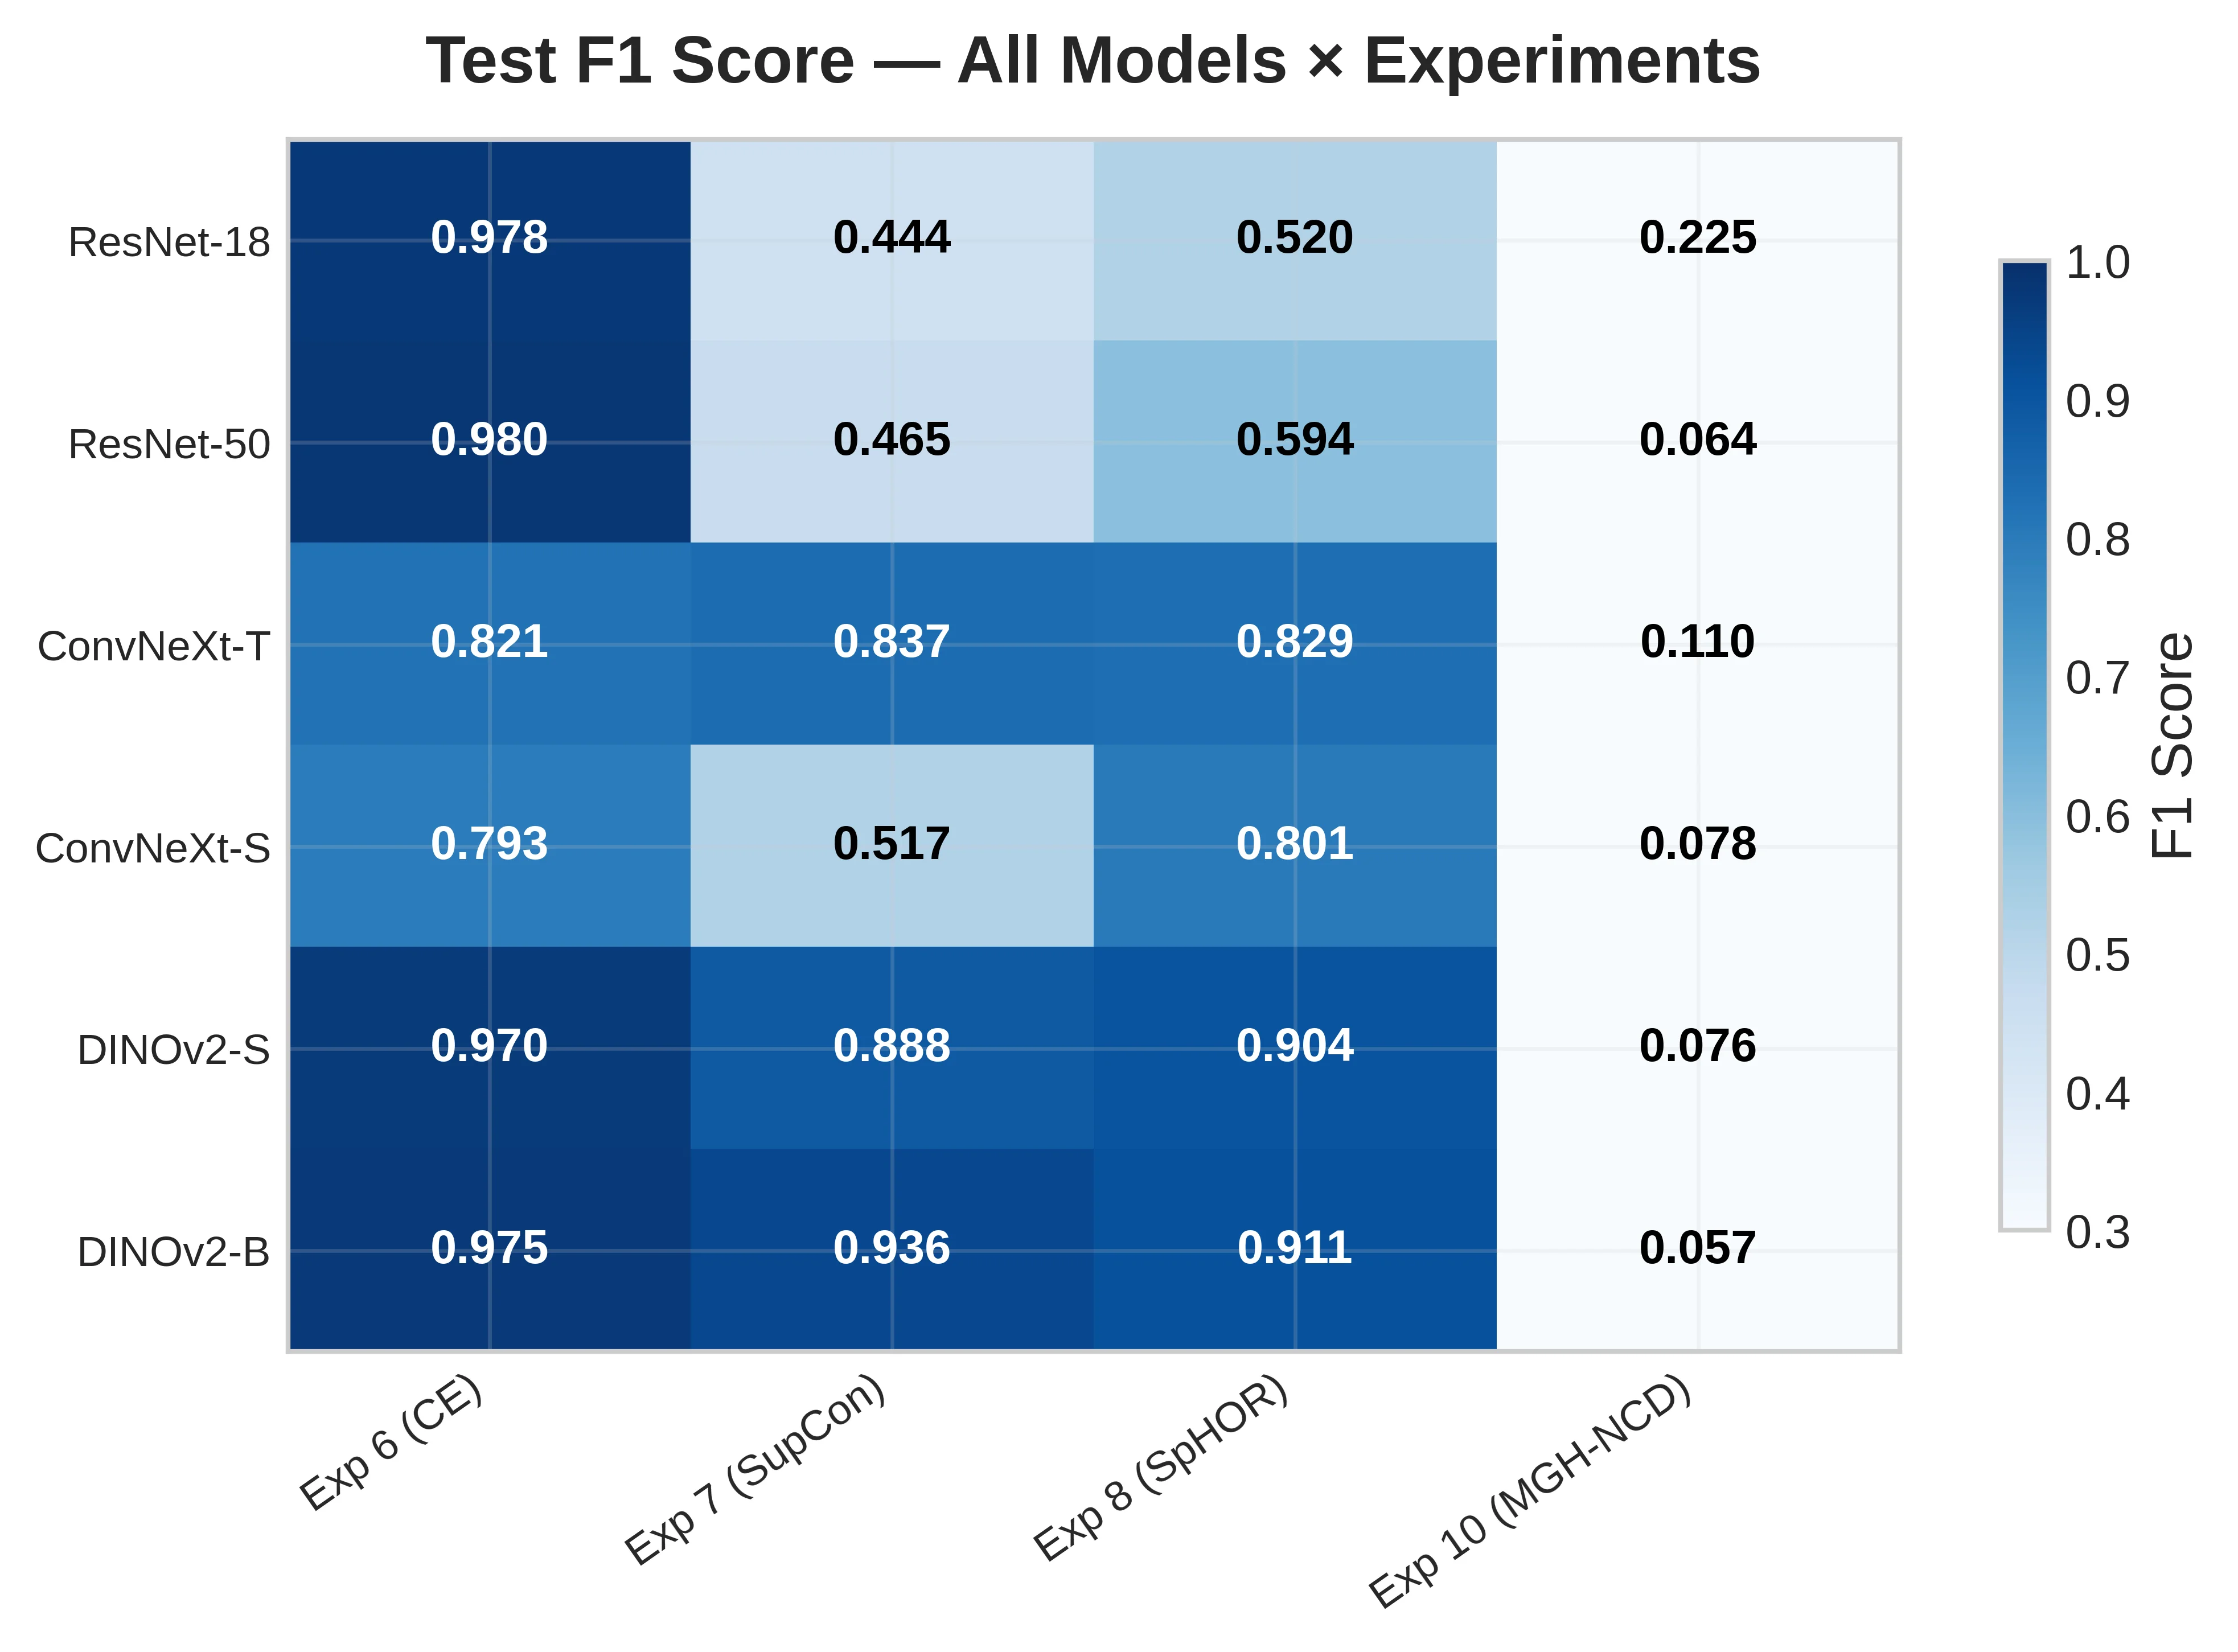 Test F1 Score — All Models × Experiments
ResNet-18 0.978 0.444 0.520 0.225
ResNet-50 0.980 0.465 0.594 0.064
ConvNeXt-T 0.821 0.837 0.829 0.110
ConvNeXt-S 0.793 0.517 0.801 0.078
DINOv2-S 0.970 0.888 0.904 0.076
DINOv2-B 0.975 0.936 0.911 0.057
Exp 6 (CE)
Exp 7 (SupCon)
Exp 8 (SpHOR)
Exp 10 (MGH-NCD)
1.0
0.9
0.8
0.7
0.6
0.5
0.4
0.3
F1 Score